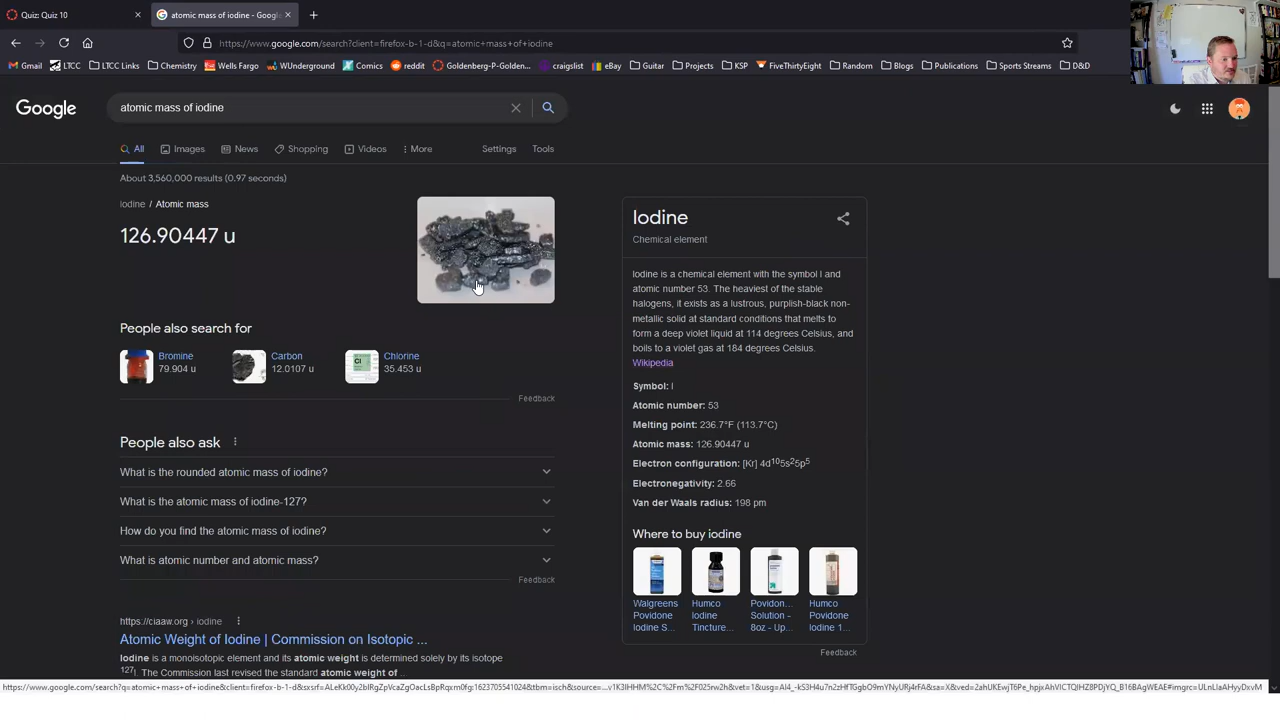 Quiz: Quiz 10
atomic mass of iodine - Google
https://www.google.com/search?client=firefox-b-1-d&q=atomic+mass+of+iodine
Gmail LTCC LTCC Links Chemistry Wells Fargo WUnderground Comics reddit Goldenberg-P-Golden... craigslist eBay Guitar Projects KSP FiveThirtyEight Random Blogs Publications Sports Streams D&D
Google
atomic mass of iodine
All Images News Shopping Videos More Settings Tools
About 3,560,000 results (0.97 seconds)
Iodine / Atomic mass
126.90447 u
People also search for
Bromine
79.904 u
Carbon
12.0107 u
Chlorine
35.453 u
Feedback
People also ask
What is the rounded atomic mass of iodine?
What is the atomic mass of iodine-127?
How do you find the atomic mass of iodine?
What is atomic number and atomic mass?
Feedback
https://ciaaw.org › iodine
Atomic Weight of Iodine | Commission on Isotopic ...
Iodine is a monoisotopic element and its atomic weight is determined solely by its isotope
127I. The Commission last revised the standard atomic weight of ...
Iodine
Chemical element
Iodine is a chemical element with the symbol I and
atomic number 53. The heaviest of the stable
halogens, it exists as a lustrous, purplish-black non-
metallic solid at standard conditions that melts to
form a deep violet liquid at 114 degrees Celsius, and
boils to a violet gas at 184 degrees Celsius.
Wikipedia
Symbol: I
Atomic number: 53
Melting point: 236.7°F (113.7°C)
Atomic mass: 126.90447 u
Electron configuration: [Kr] 4d¹⁰5s²5p⁵
Electronegativity: 2.66
Van der Waals radius: 198 pm
Where to buy iodine
Walgreens
Povidone
Iodine S...
Humco
Iodine
Tincture...
Povidon...
Solution -
8oz - Up...
Humco
Povidone
Iodine 1...
Feedback